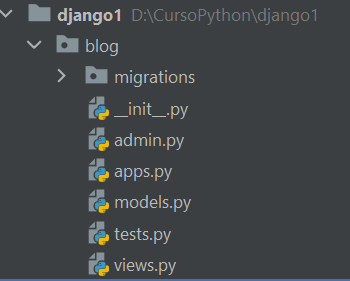 django1 D:\CursoPython\django1
blog
migrations
__init__.py
admin.py
apps.py
models.py
tests.py
views.py